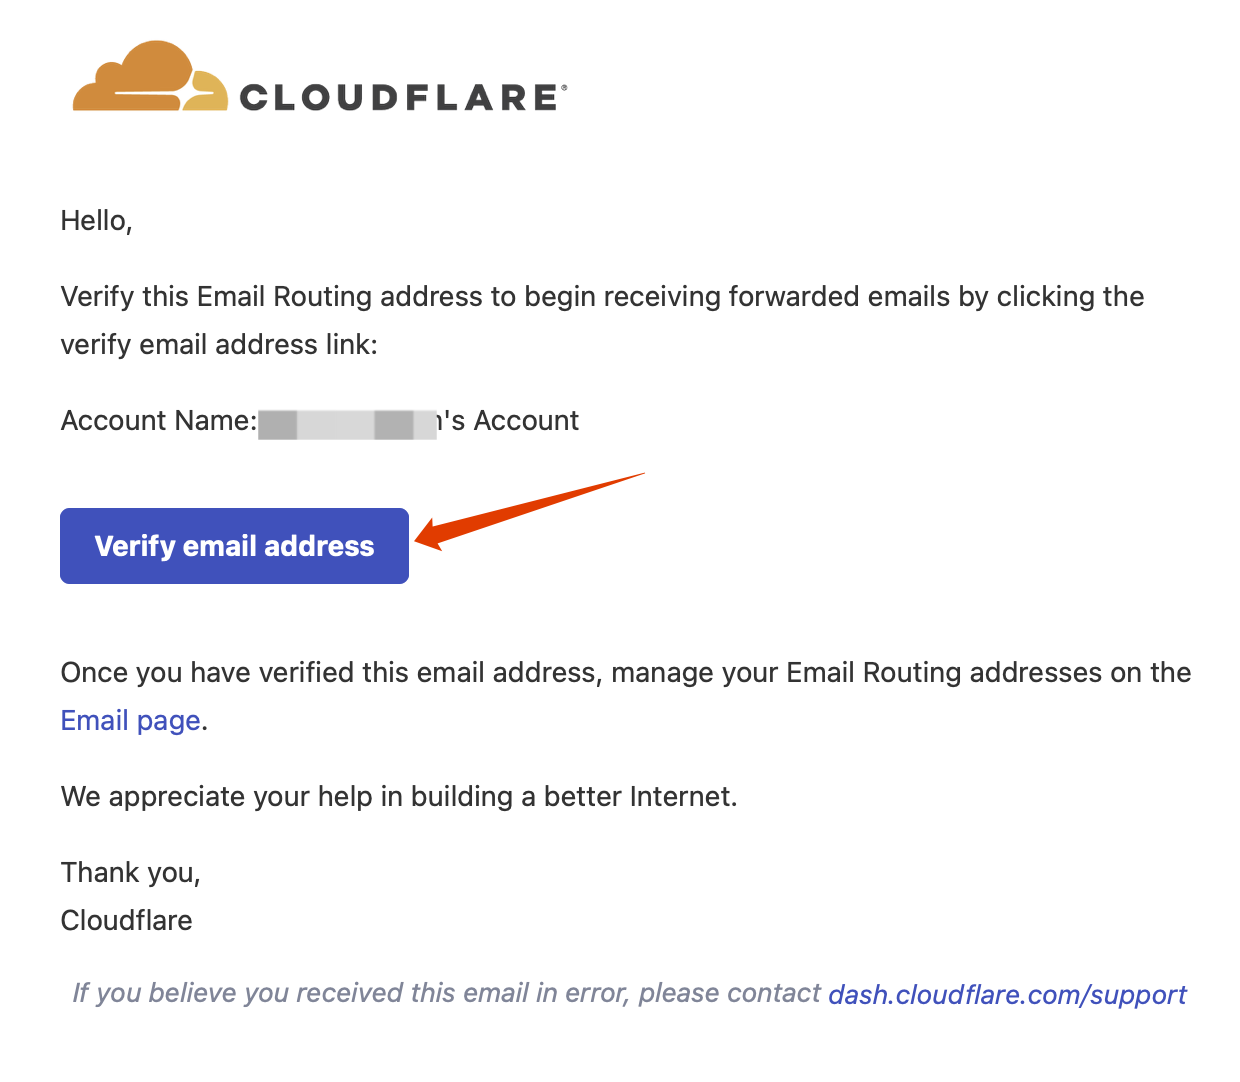 CLOUDFLARE®
Hello,
Verify this Email Routing address to begin receiving forwarded emails by clicking the
verify email address link:
Account Name: 's Account
Verify email address
Once you have verified this email address, manage your Email Routing addresses on the
Email page.
We appreciate your help in building a better Internet.
Thank you,
Cloudflare
If you believe you received this email in error, please contact dash.cloudflare.com/support